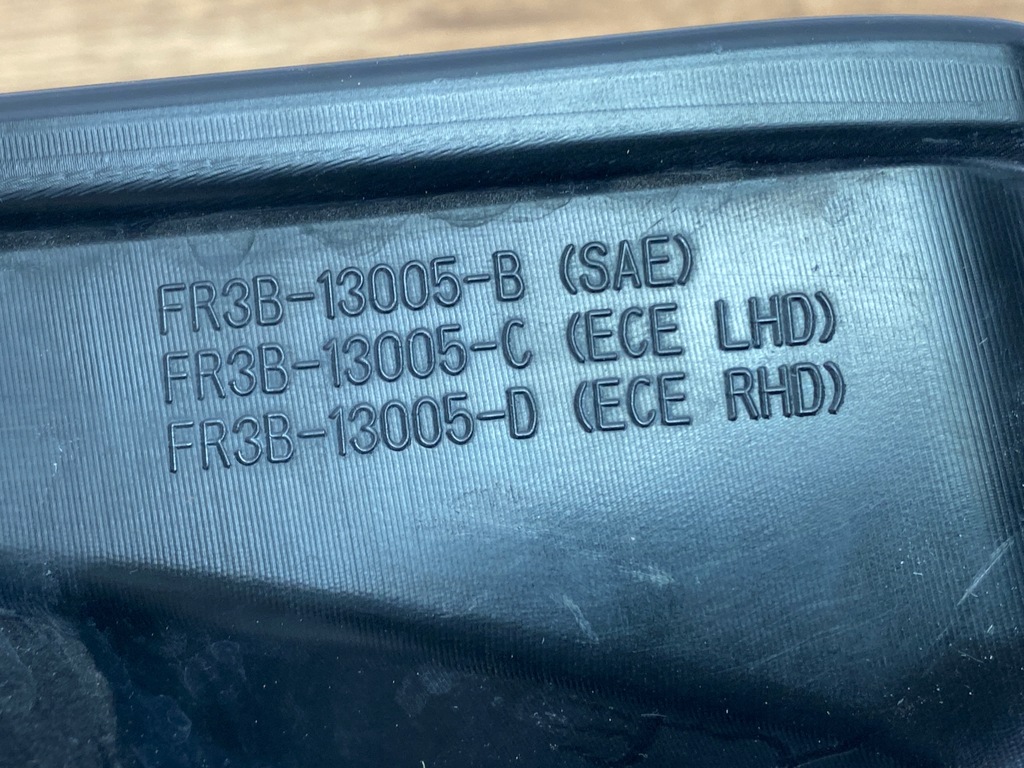 FR3B-13005-B (SAE)
FR3B-13005-C (ECE LHD)
FR3B-13005-D (ECE RHD)